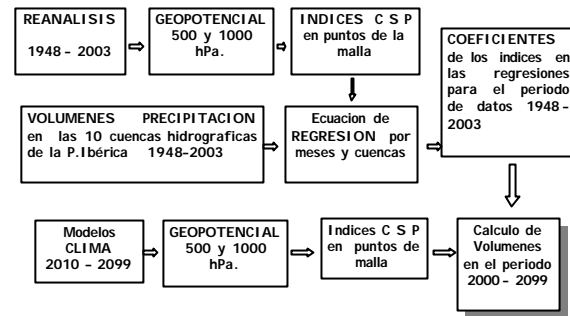 REANALISIS
1948 - 2003
GEOPOTENCIAL
500 y 1000
hPa.
INDICES C S P
en puntos de la
malla
COEFICIENTES
de los indices en
las regresiones
para el periodo
de datos 1948 -
2003
VOLUMENES PRECIPITACION
en las 10 cuencas hidrograficas
de la P.Ibérica 1948-2003
Ecuacion de
REGRESION por
meses y cuencas
Modelos
CLIMA
2010 - 2099
GEOPOTENCIAL
500 y 1000
hPa.
Indices C S P
en puntos de
malla
Calculo de
Volumenes
en el periodo
2000 - 2099